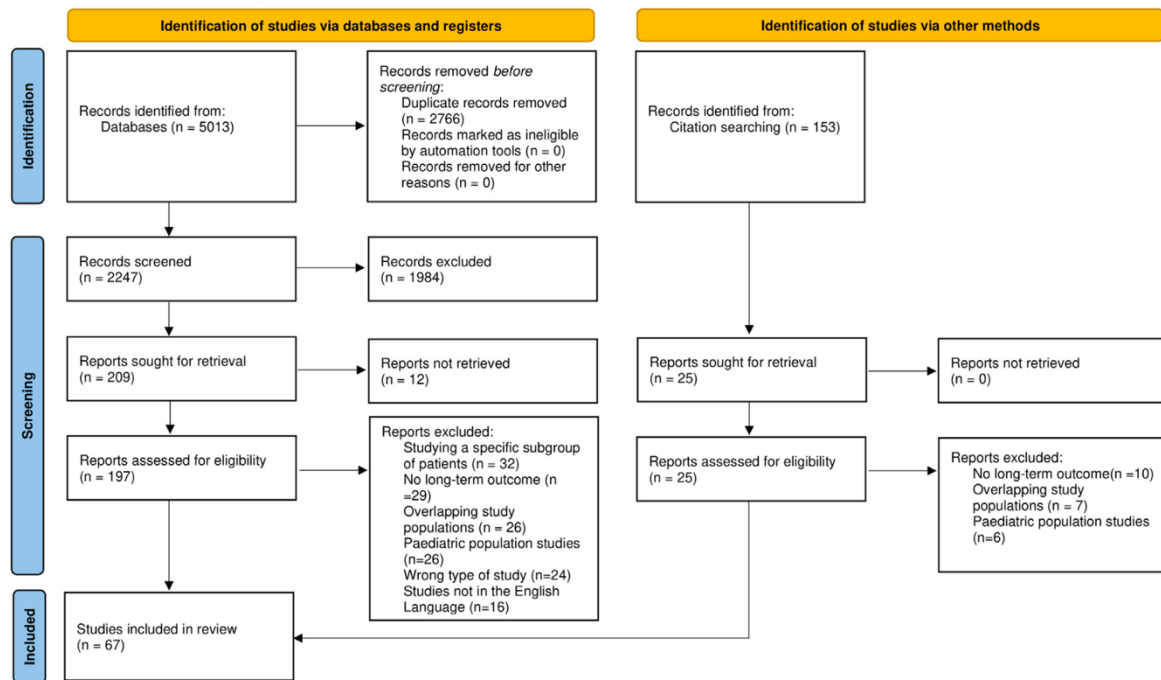 Identification of studies via databases and registers
Identification of studies via other methods
Identification
Records identified from:
Databases (n = 5013)
Records removed before
screening:
Duplicate records removed
(n = 2766)
Records marked as ineligible
by automation tools (n = 0)
Records removed for other
reasons (n = 0)
Records identified from:
Citation searching (n = 153)
Screening
Records screened
(n = 2247)
Records excluded
(n = 1984)
Reports sought for retrieval
(n = 209)
Reports not retrieved
(n = 12)
Reports sought for retrieval
(n = 25)
Reports not retrieved
(n = 0)
Reports assessed for eligibility
(n = 197)
Reports excluded:
Studying a specific subgroup
of patients (n = 32)
No long-term outcome (n
=29)
Overlapping study
populations (n = 26)
Paediatric population studies
(n=26)
Wrong type of study (n=24)
Studies not in the English
Language (n=16)
Reports assessed for eligibility
(n = 25)
Reports excluded:
No long-term outcome(n =10)
Overlapping study
populations (n = 7)
Paediatric population studies
(n=6)
Included
Studies included in review
(n = 67)